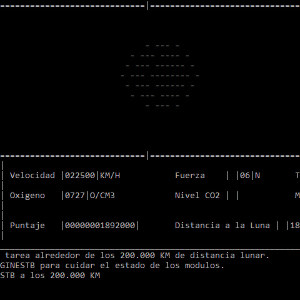 Velocidad |022500|KM/H Fuerza | |06|N T
Oxigeno |0727|O/CM3 Nivel CO2 | | M
Puntaje |00000001892000| Distancia a la Luna | |18
tarea alrededor de los 200.000 KM de distancia lunar.
GINESTB para cuidar el estado de los modulos.
STB a los 200.000 KM